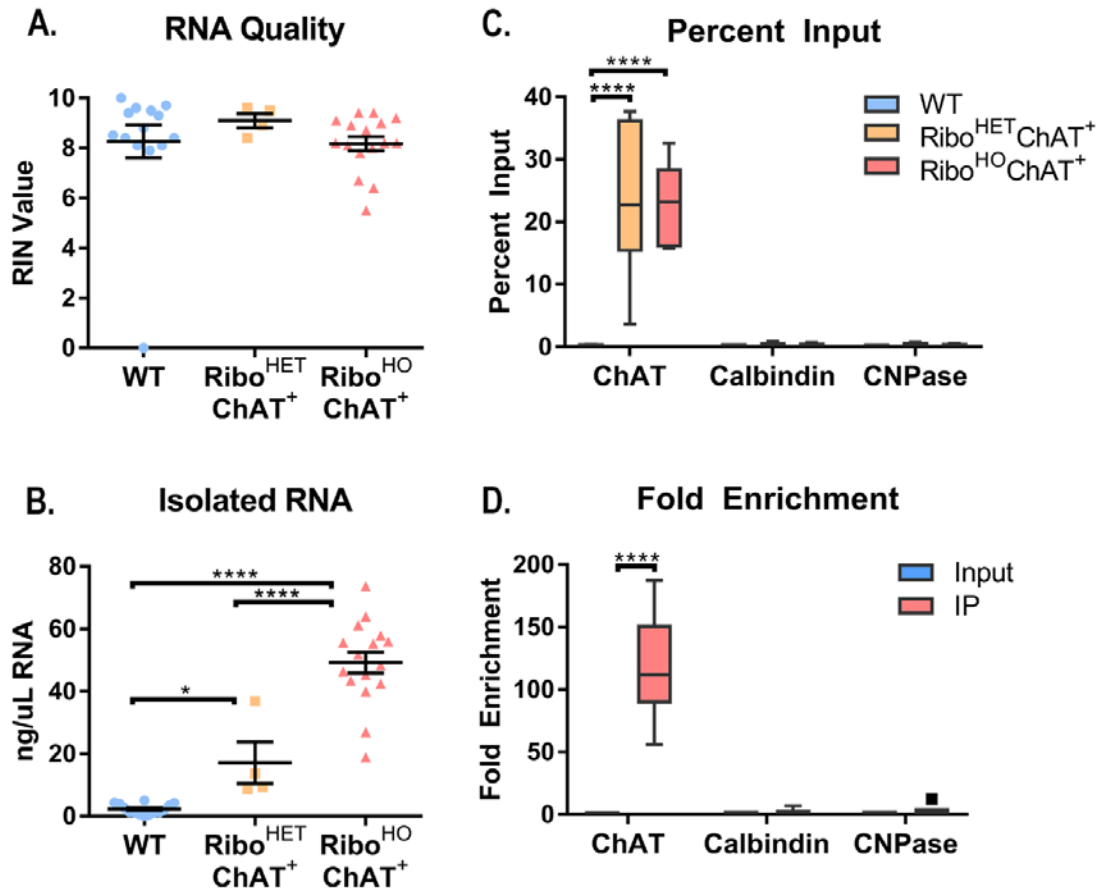 A.
RNA Quality
RIN Value
10
8
6
4
2
0
WT
Ribo^HET
ChAT^+
Ribo^HO
ChAT^+
C.
Percent Input
Percent Input
40
30
20
10
0
****
****
WT
Ribo^HET ChAT^+
Ribo^HO ChAT^+
ChAT
Calbindin
CNPase
B.
Isolated RNA
ng/uL RNA
80
60
40
20
0
****
****
*
WT
Ribo^HET
ChAT^+
Ribo^HO
ChAT^+
D.
Fold Enrichment
Fold Enrichment
200
150
100
50
0
****
Input
IP
ChAT
Calbindin
CNPase